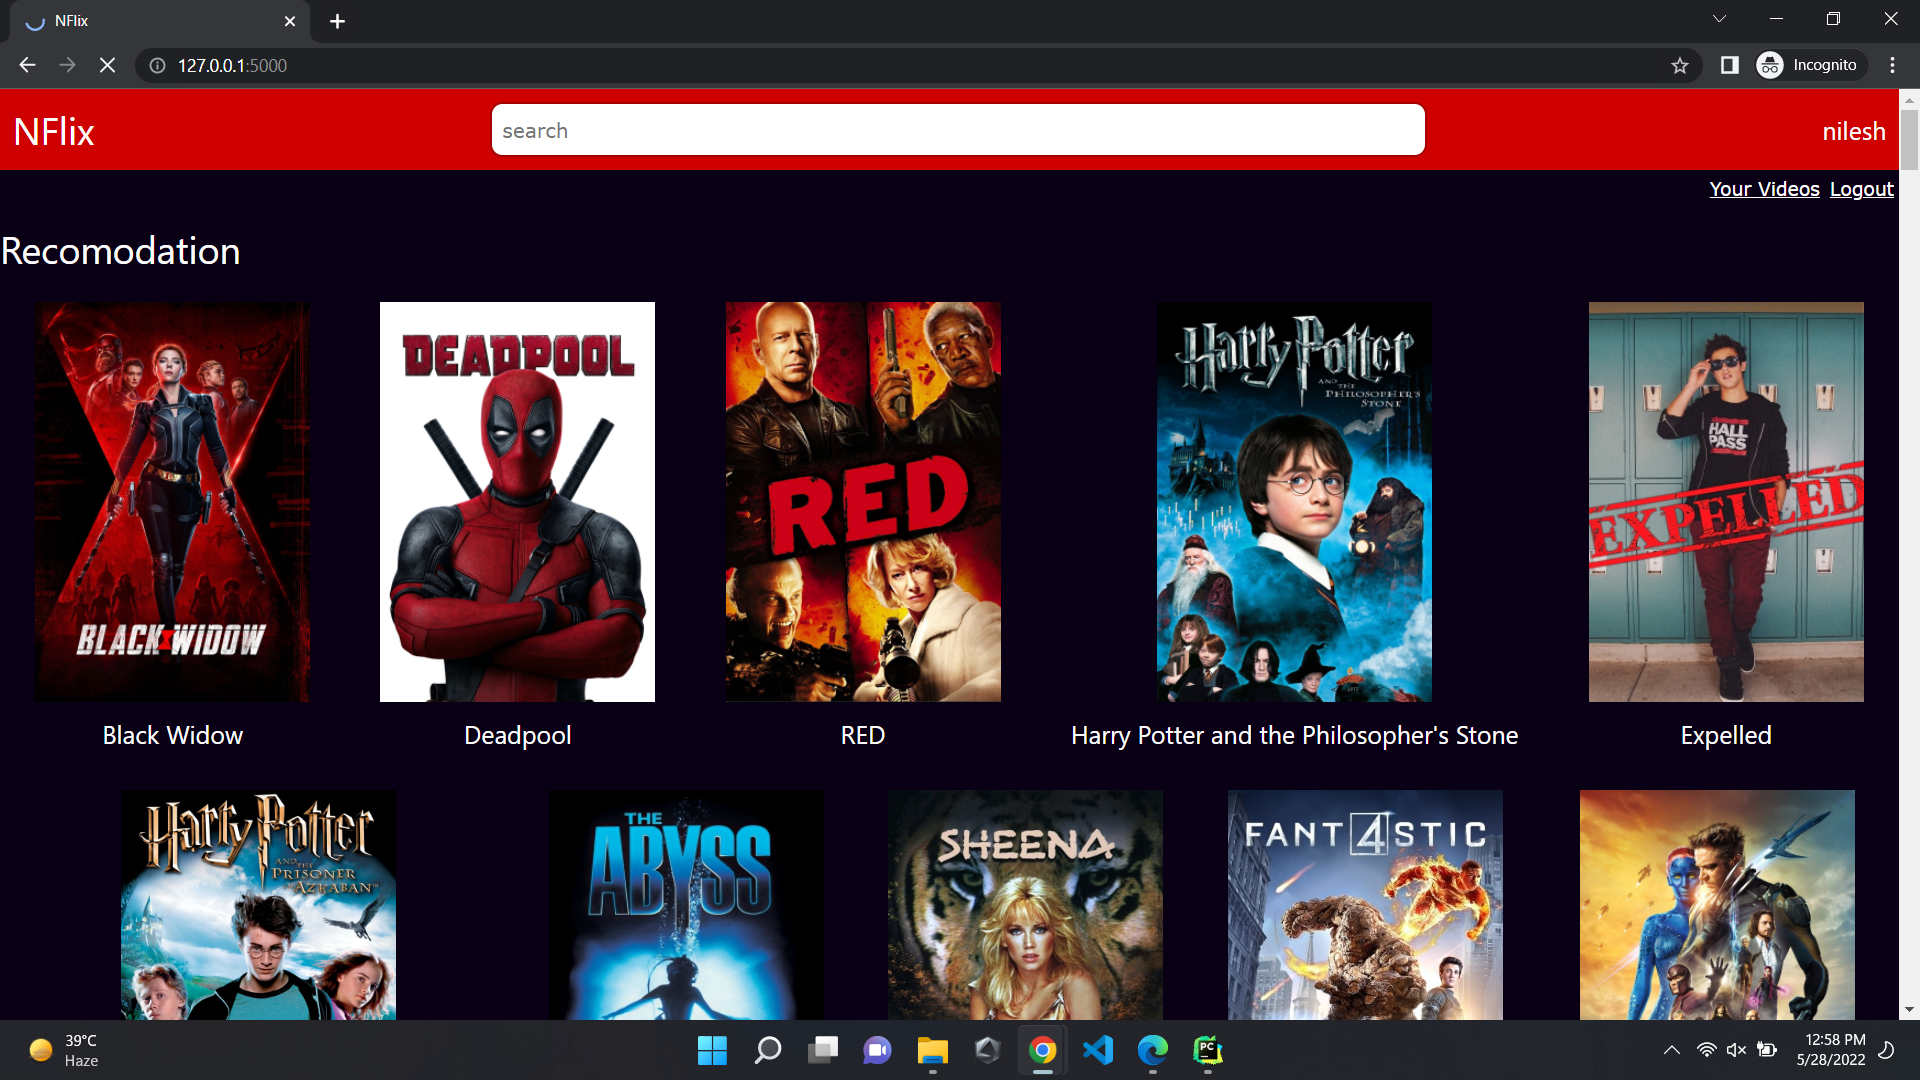 NFlix
127.0.0.1:5000
Incognito
NFlix
search
nilesh
Your Videos Logout
Recomodation
BLACK WIDOW
DEADPOOL
RED
Harry Potter
AND THE
PHILOSOPHER'S
STONE
HALL
PASS
EXPELLED
Black Widow
Deadpool
RED
Harry Potter and the Philosopher's Stone
Expelled
Harry Potter
AND THE
PRISONER
OF AZKABAN
THE
ABYSS
SHEENA
FANT4STIC
4
39°C
Haze
PC
12:58 PM
5/28/2022